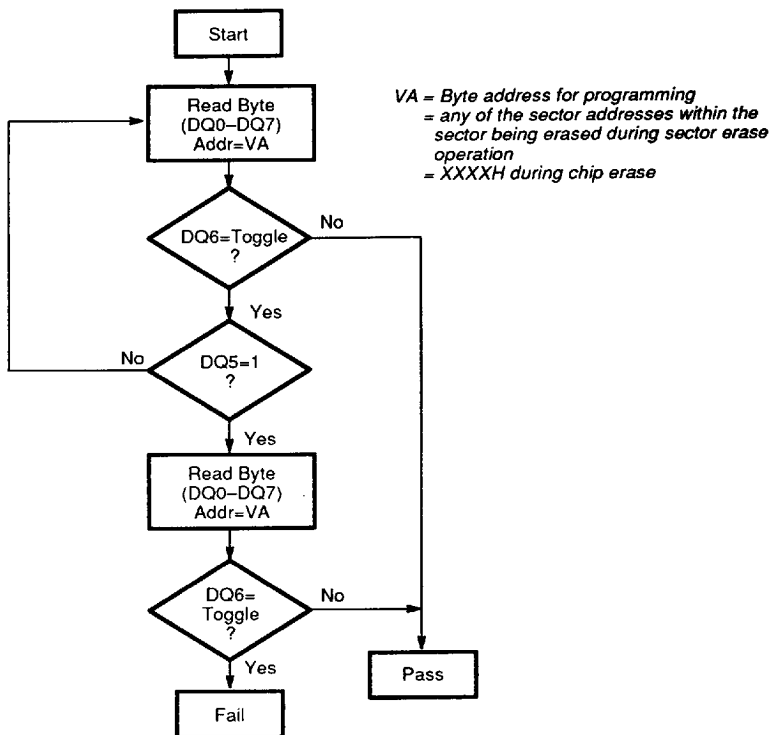 Start
Read Byte
(DQ0–DQ7)
Addr=VA
VA = Byte address for programming
= any of the sector addresses within the
sector being erased during sector erase
operation
= XXXXH during chip erase
DQ6=Toggle
?
No
Yes
DQ5=1
?
No
Yes
Read Byte
(DQ0–DQ7)
Addr=VA
DQ6=
Toggle
?
No
Yes
Pass
Fail